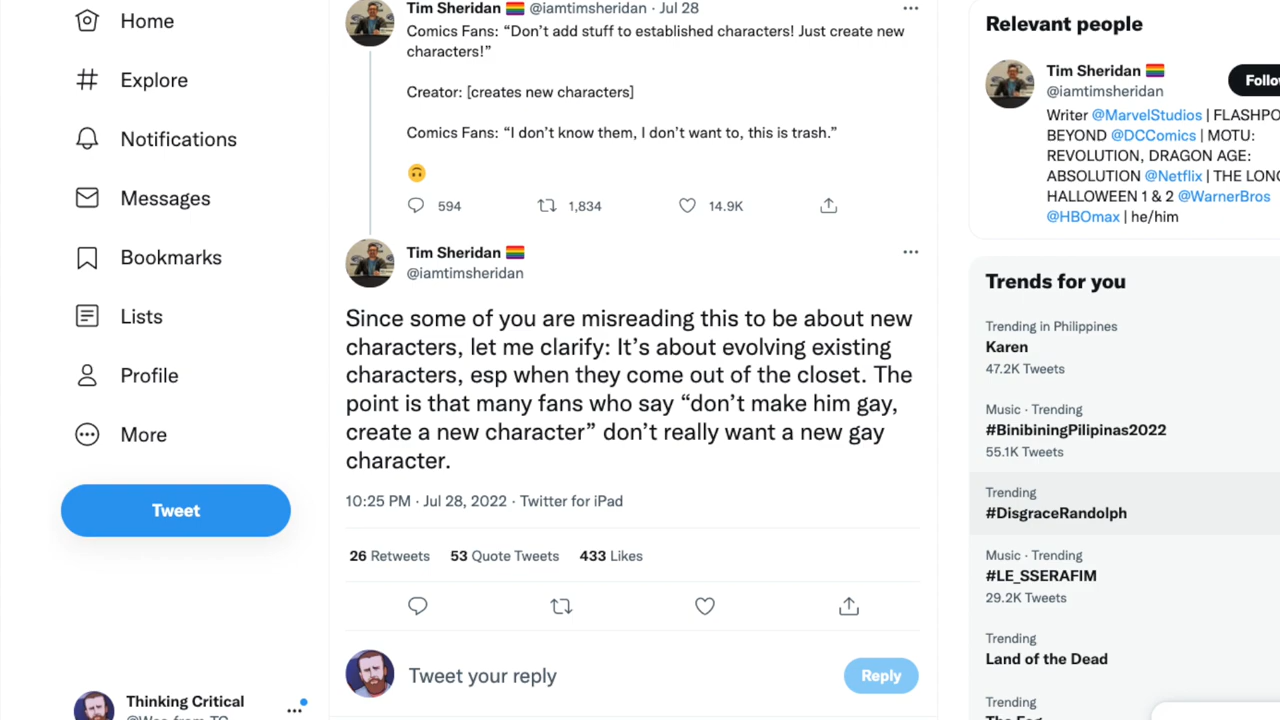 Home
Explore
Notifications
Messages
Bookmarks
Lists
Profile
More
Tweet
Thinking Critical
Tim Sheridan 🏳️‍🌈 @iamtimsheridan · Jul 28
Comics Fans: “Don’t add stuff to established characters! Just create new
characters!”
Creator: [creates new characters]
Comics Fans: “I don’t know them, I don’t want to, this is trash.”
🙃
594 1,834 14.9K
Tim Sheridan 🏳️‍🌈
@iamtimsheridan
Since some of you are misreading this to be about new
characters, let me clarify: It’s about evolving existing
characters, esp when they come out of the closet. The
point is that many fans who say “don’t make him gay,
create a new character” don’t really want a new gay
character.
10:25 PM · Jul 28, 2022 · Twitter for iPad
26 Retweets 53 Quote Tweets 433 Likes
Tweet your reply
Reply
Relevant people
Tim Sheridan 🏳️‍🌈
@iamtimsheridan
Follo
Writer @MarvelStudios | FLASHPO
BEYOND @DCComics | MOTU:
REVOLUTION, DRAGON AGE:
ABSOLUTION @Netflix | THE LONG
HALLOWEEN 1 & 2 @WarnerBros
@HBOmax | he/him
Trends for you
Trending in Philippines
Karen
47.2K Tweets
Music · Trending
#BinibiningPilipinas2022
55.1K Tweets
Trending
#DisgraceRandolph
Music · Trending
#LE_SSERAFIM
29.2K Tweets
Trending
Land of the Dead
Trending